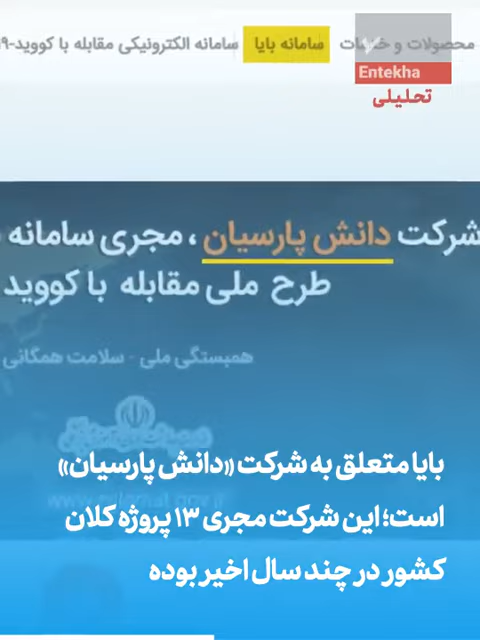 محصولات و خدمات سامانه بایا سامانه الکترونیکی مقابله با کووید-۱۹
Entekha
تحلیلی
شرکت دانش پارسیان ، مجری سامانه
طرح ملی مقابله با کووید
همبستگی ملی - سلامت همگانی
بایا متعلق به شرکت «دانش پارسیان»
است؛ این شرکت مجری ۱۳ پروژه کلان
کشور در چند سال اخیر بوده